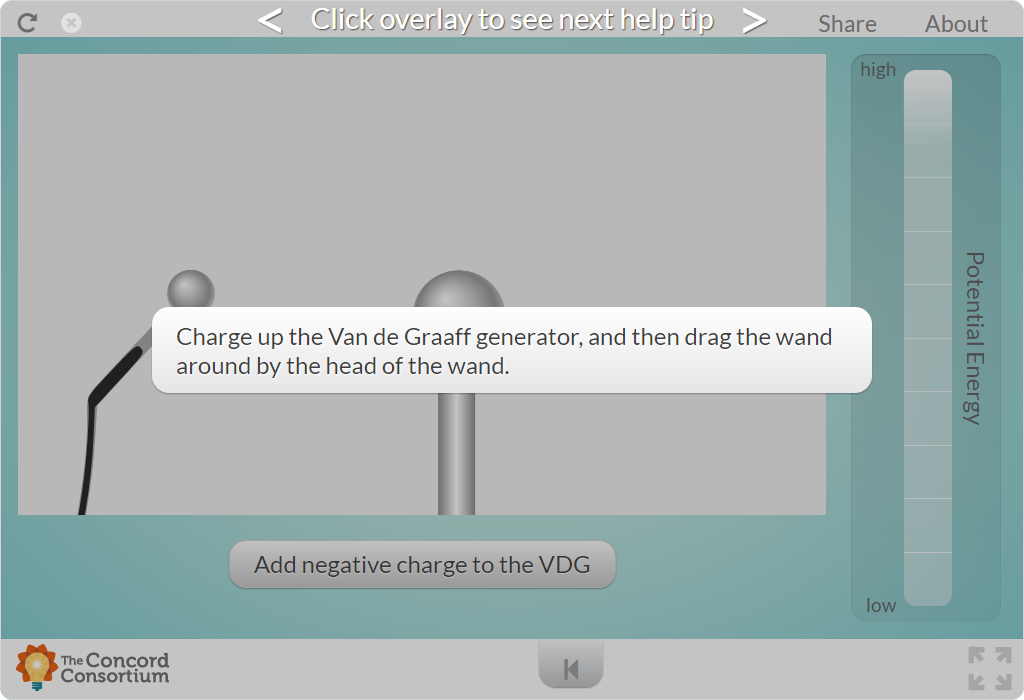 < Click overlay to see next help tip >
Share
About
high
Potential Energy
low
Charge up the Van de Graaff generator, and then drag the wand
around by the head of the wand.
Add negative charge to the VDG
The Concord
Consortium